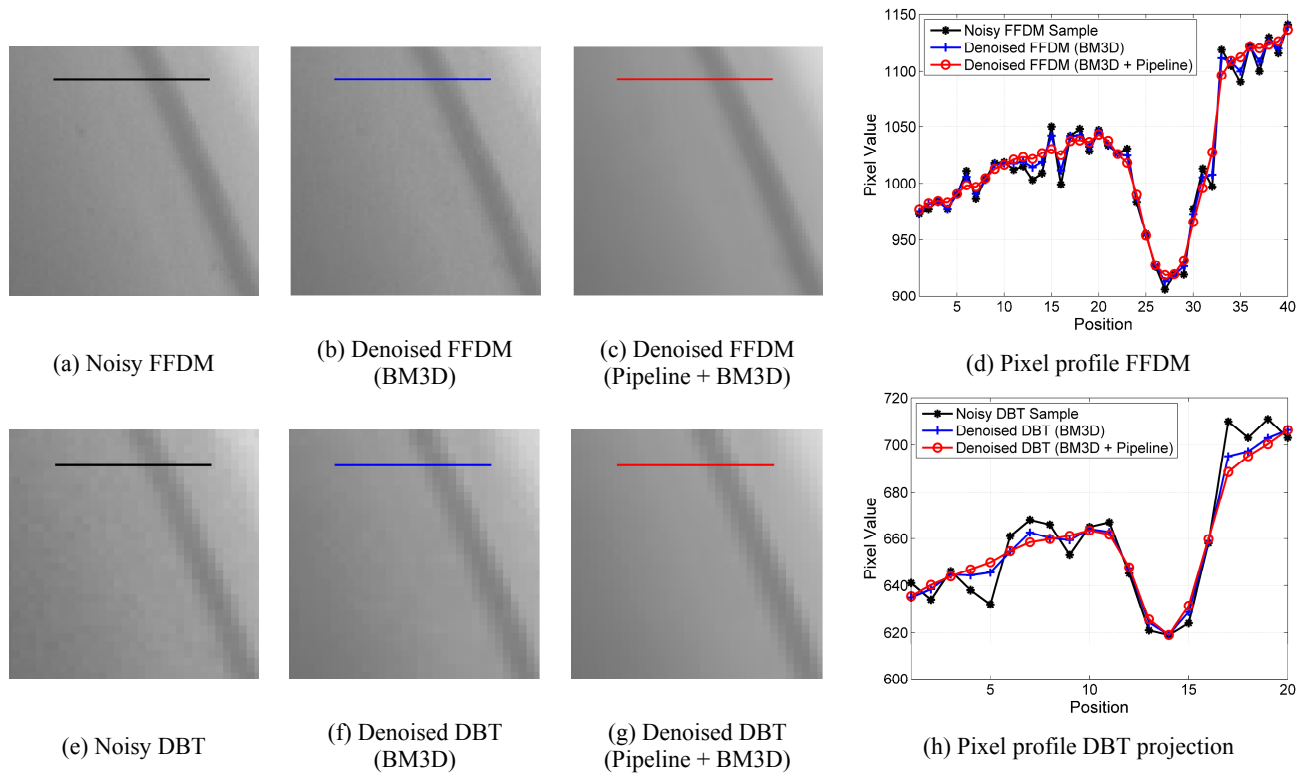 1150
1100
1050
1000
950
900
Pixel Value
Noisy FFDM Sample
Denoised FFDM (BM3D)
Denoised FFDM (BM3D + Pipeline)
5 10 15 20 25 30 35 40
Position
(a) Noisy FFDM
(b) Denoised FFDM
(BM3D)
(c) Denoised FFDM
(Pipeline + BM3D)
(d) Pixel profile FFDM
720
700
680
660
640
620
600
Pixel Value
Noisy DBT Sample
Denoised DBT (BM3D)
Denoised DBT (BM3D + Pipeline)
5 10 15 20
Position
(e) Noisy DBT
(f) Denoised DBT
(BM3D)
(g) Denoised DBT
(Pipeline + BM3D)
(h) Pixel profile DBT projection